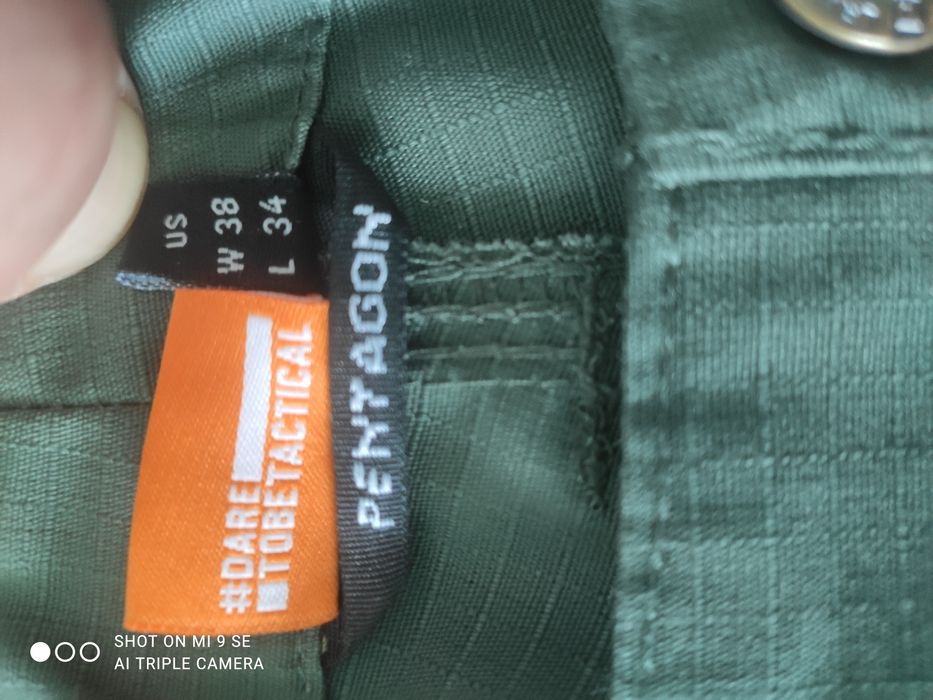 US
W 38
L 34
#DARE
TOBETACTICAL
PENTAGON
SHOT ON MI 9 SE
AI TRIPLE CAMERA